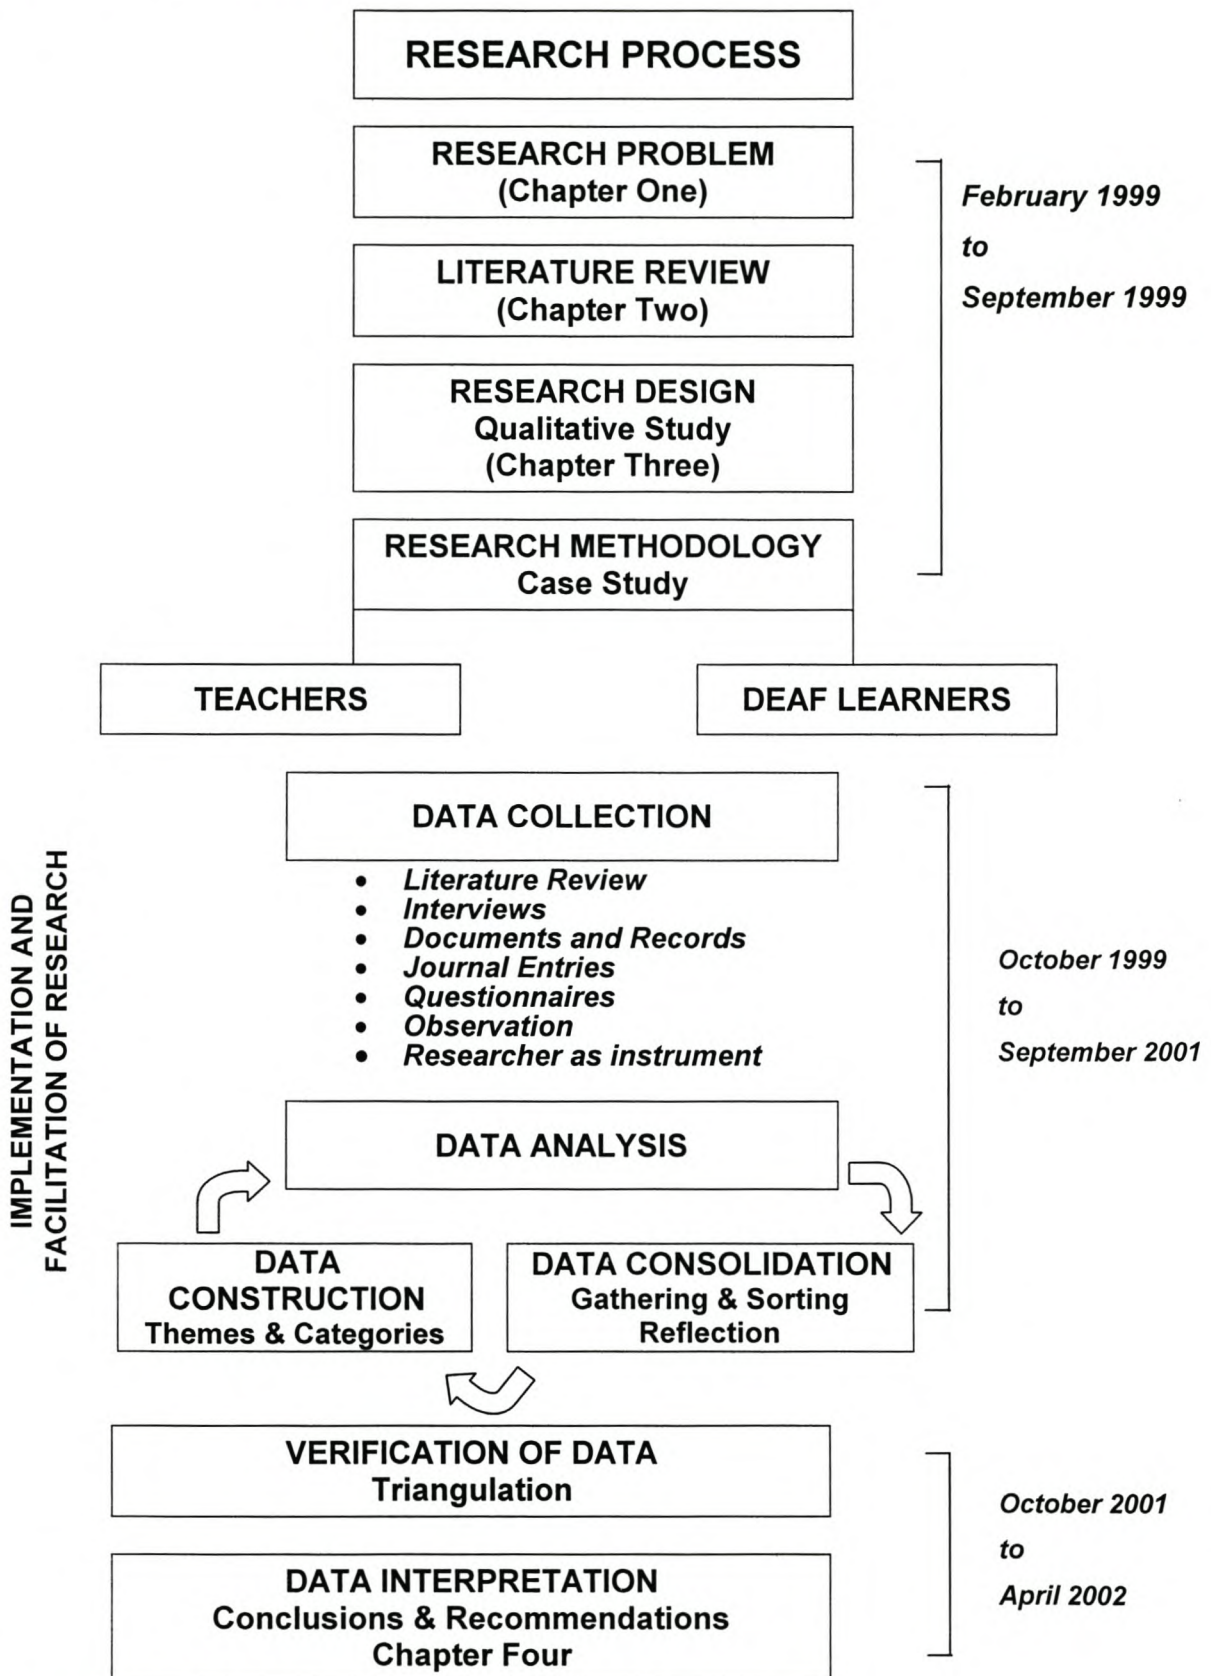 RESEARCH PROCESS
RESEARCH PROBLEM
(Chapter One)
LITERATURE REVIEW
(Chapter Two)
RESEARCH DESIGN
Qualitative Study
(Chapter Three)
RESEARCH METHODOLOGY
Case Study
February 1999
to
September 1999
TEACHERS
DEAF LEARNERS
IMPLEMENTATION AND
FACILITATION OF RESEARCH
DATA COLLECTION
• Literature Review
• Interviews
• Documents and Records
• Journal Entries
• Questionnaires
• Observation
• Researcher as instrument
DATA ANALYSIS
DATA
CONSTRUCTION
Themes & Categories
DATA CONSOLIDATION
Gathering & Sorting
Reflection
October 1999
to
September 2001
VERIFICATION OF DATA
Triangulation
DATA INTERPRETATION
Conclusions & Recommendations
Chapter Four
October 2001
to
April 2002